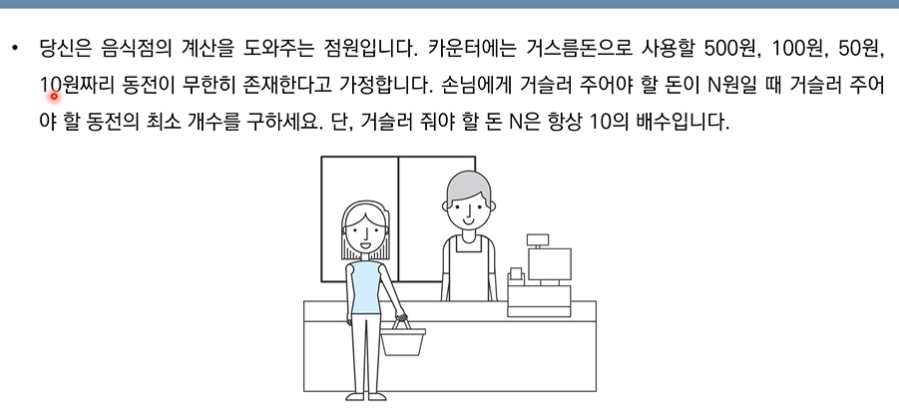 • 당신은 음식점의 계산을 도와주는 점원입니다. 카운터에는 거스름돈으로 사용할 500원, 100원, 50원,
10원짜리 동전이 무한히 존재한다고 가정합니다. 손님에게 거슬러 주어야 할 돈이 N원일 때 거슬러 주어
야 할 동전의 최소 개수를 구하세요. 단, 거슬러 줘야 할 돈 N은 항상 10의 배수입니다.